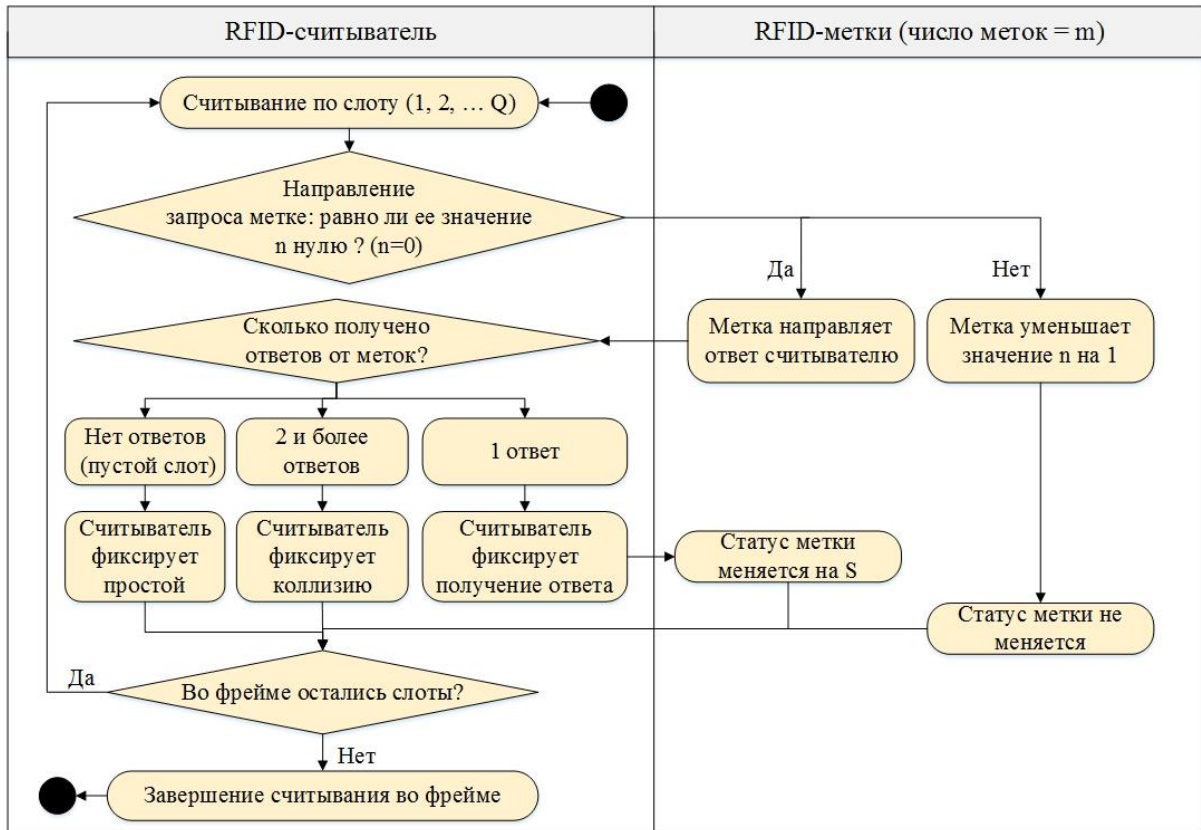 RFID-считыватель
RFID-метки (число меток = m)
Считывание по слоту (1, 2, … Q)
Направление
запроса метке: равно ли ее значение
n нулю ? (n=0)
Да
Нет
Сколько получено
ответов от меток?
Метка направляет
ответ считывателю
Метка уменьшает
значение n на 1
Нет ответов
(пустой слот)
2 и более
ответов
1 ответ
Считыватель
фиксирует
простой
Считыватель
фиксирует
коллизию
Считыватель
фиксирует
получение ответа
Статус метки
меняется на S
Статус метки не
меняется
Да
Во фрейме остались слоты?
Нет
Завершение считывания во фрейме